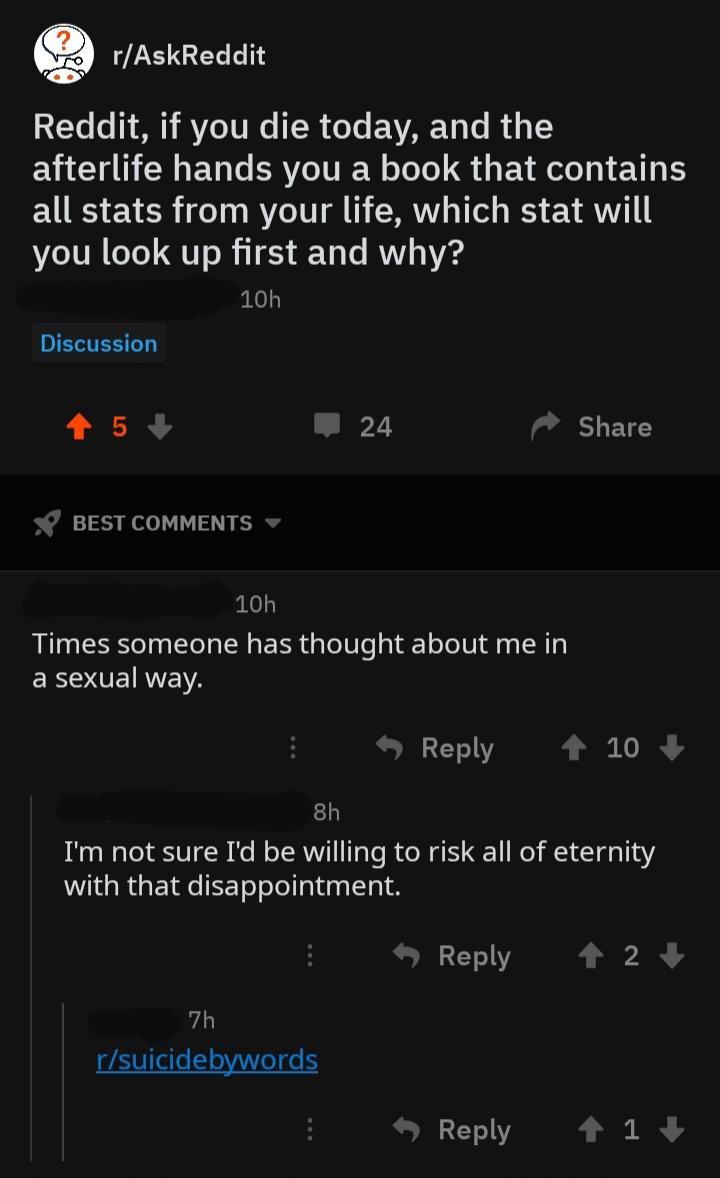 r/AskReddit
Reddit, if you die today, and the
afterlife hands you a book that contains
all stats from your life, which stat will
you look up first and why?
10h
Discussion
5
24
Share
BEST COMMENTS
10h
Times someone has thought about me in
a sexual way.
Reply
10
8h
I'm not sure I'd be willing to risk all of eternity
with that disappointment.
Reply
2
7h
r/suicidebywords
Reply
1